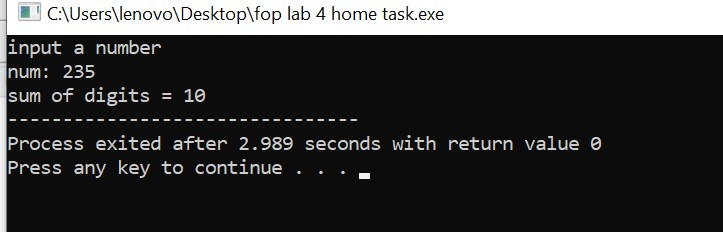 C:\Users\lenovo\Desktop\fop lab 4 home task.exe
input a number
num: 235
sum of digits = 10
--------------------------------
Process exited after 2.989 seconds with return value 0
Press any key to continue . . .